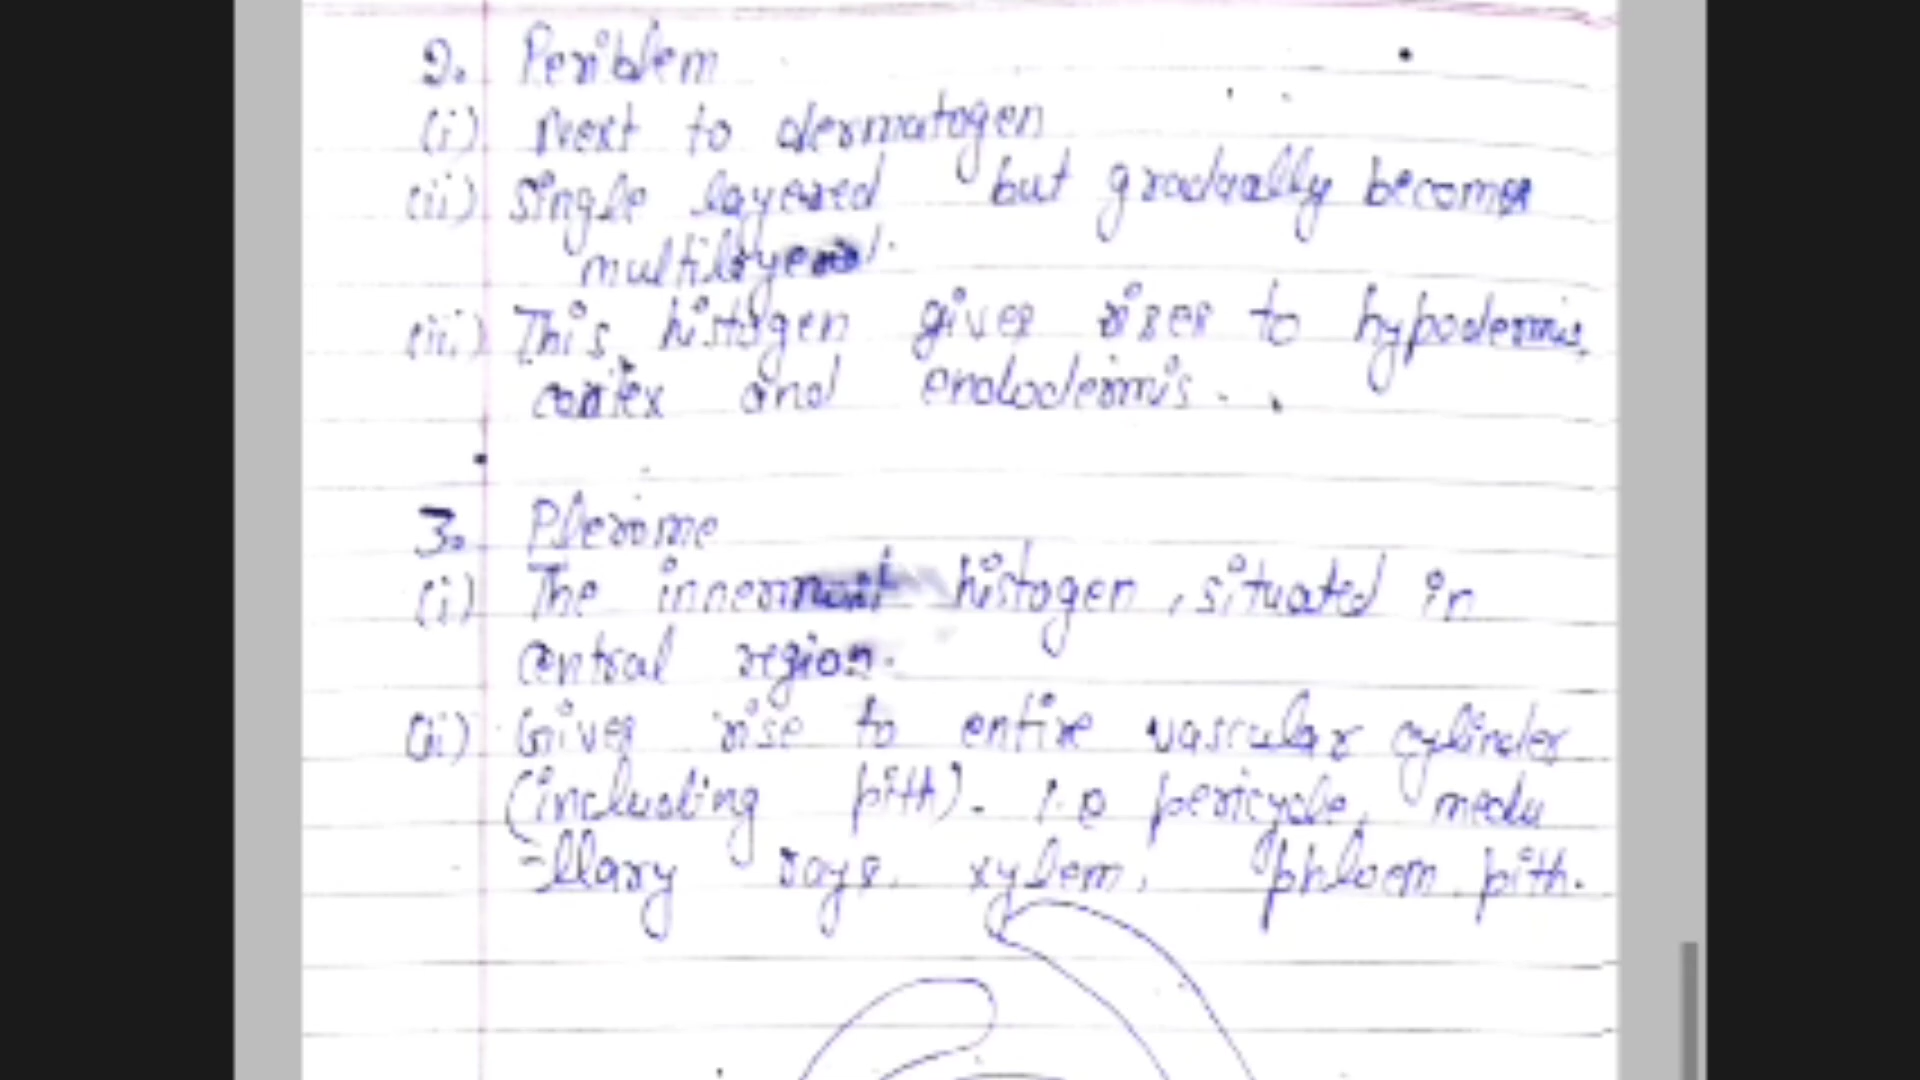 2. Periblem
(i) Next to dermatogen
(ii) Single layered but gradually becomes
multilayered.
(iii) This histogen gives rises to hypodermis,
cortex and endodermis.
3. Plerome
(i) The innermost histogen, situated in
central region.
(ii) Gives rise to entire vascular cylinder
(including pith). i.e pericycle, medu
-llary rays, xylem, phloem, pith.